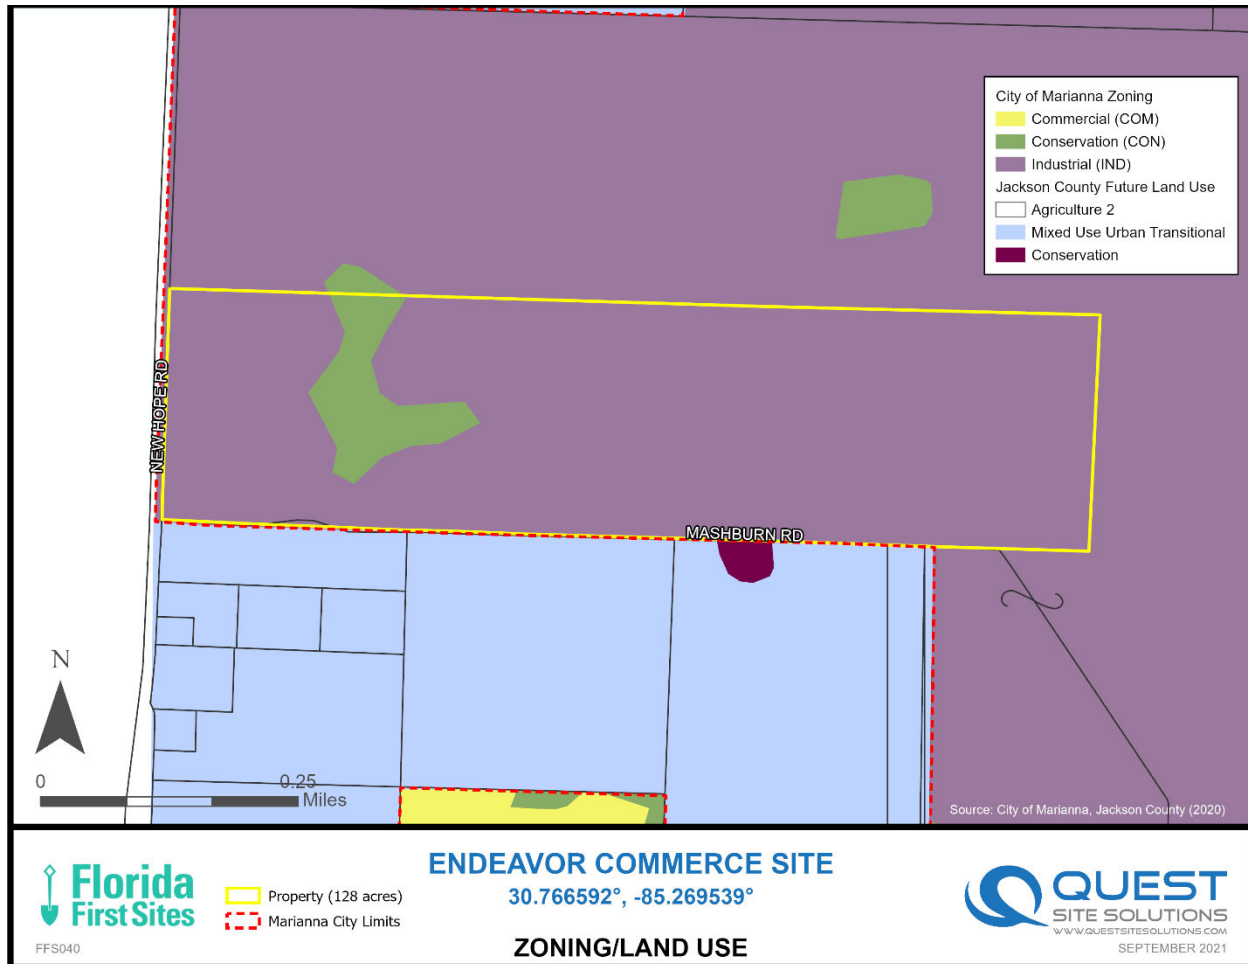 City of Marianna Zoning
Commercial (COM)
Conservation (CON)
Industrial (IND)
Jackson County Future Land Use
Agriculture 2
Mixed Use Urban Transitional
Conservation
NEW HOPE RD
MASHBURN RD
N
0 0.25
Miles
Source: City of Marianna, Jackson County (2020)
Florida
First Sites
FFS040
Property (128 acres)
Marianna City Limits
ENDEAVOR COMMERCE SITE
30.766592°, -85.269539°
ZONING/LAND USE
QUEST
SITE SOLUTIONS
WWW.QUESTSITESOLUTIONS.COM
SEPTEMBER 2021